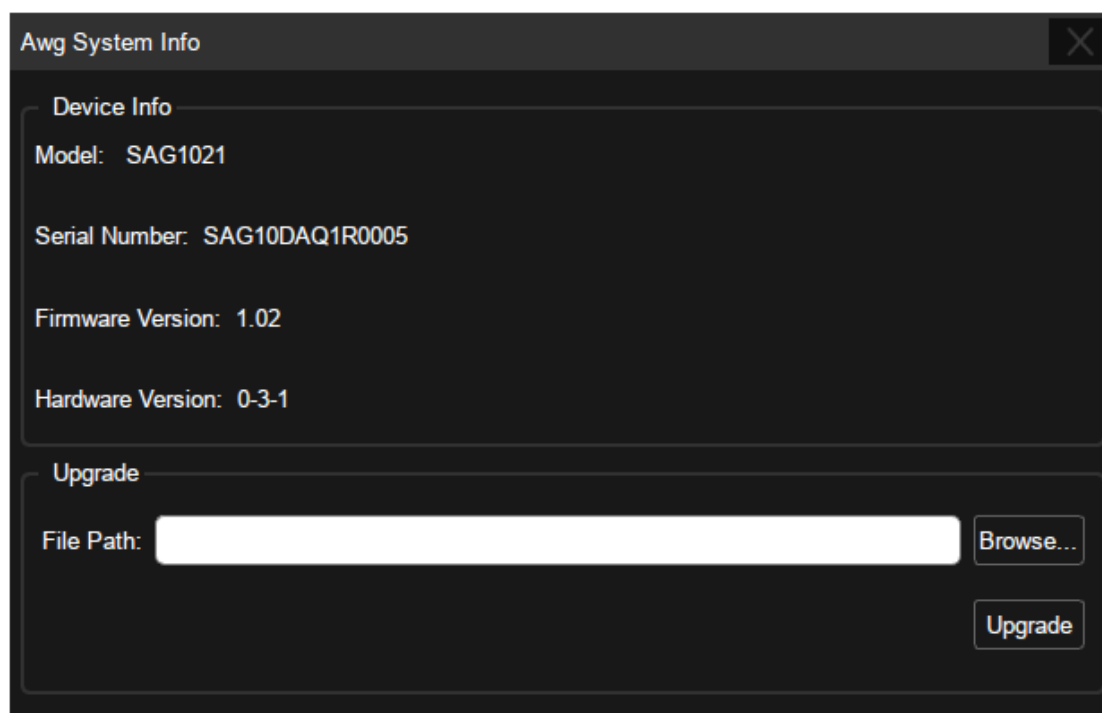 Awg System Info
Device Info
Model: SAG1021
Serial Number: SAG10DAQ1R0005
Firmware Version: 1.02
Hardware Version: 0-3-1
Upgrade
File Path: Browse...
Upgrade